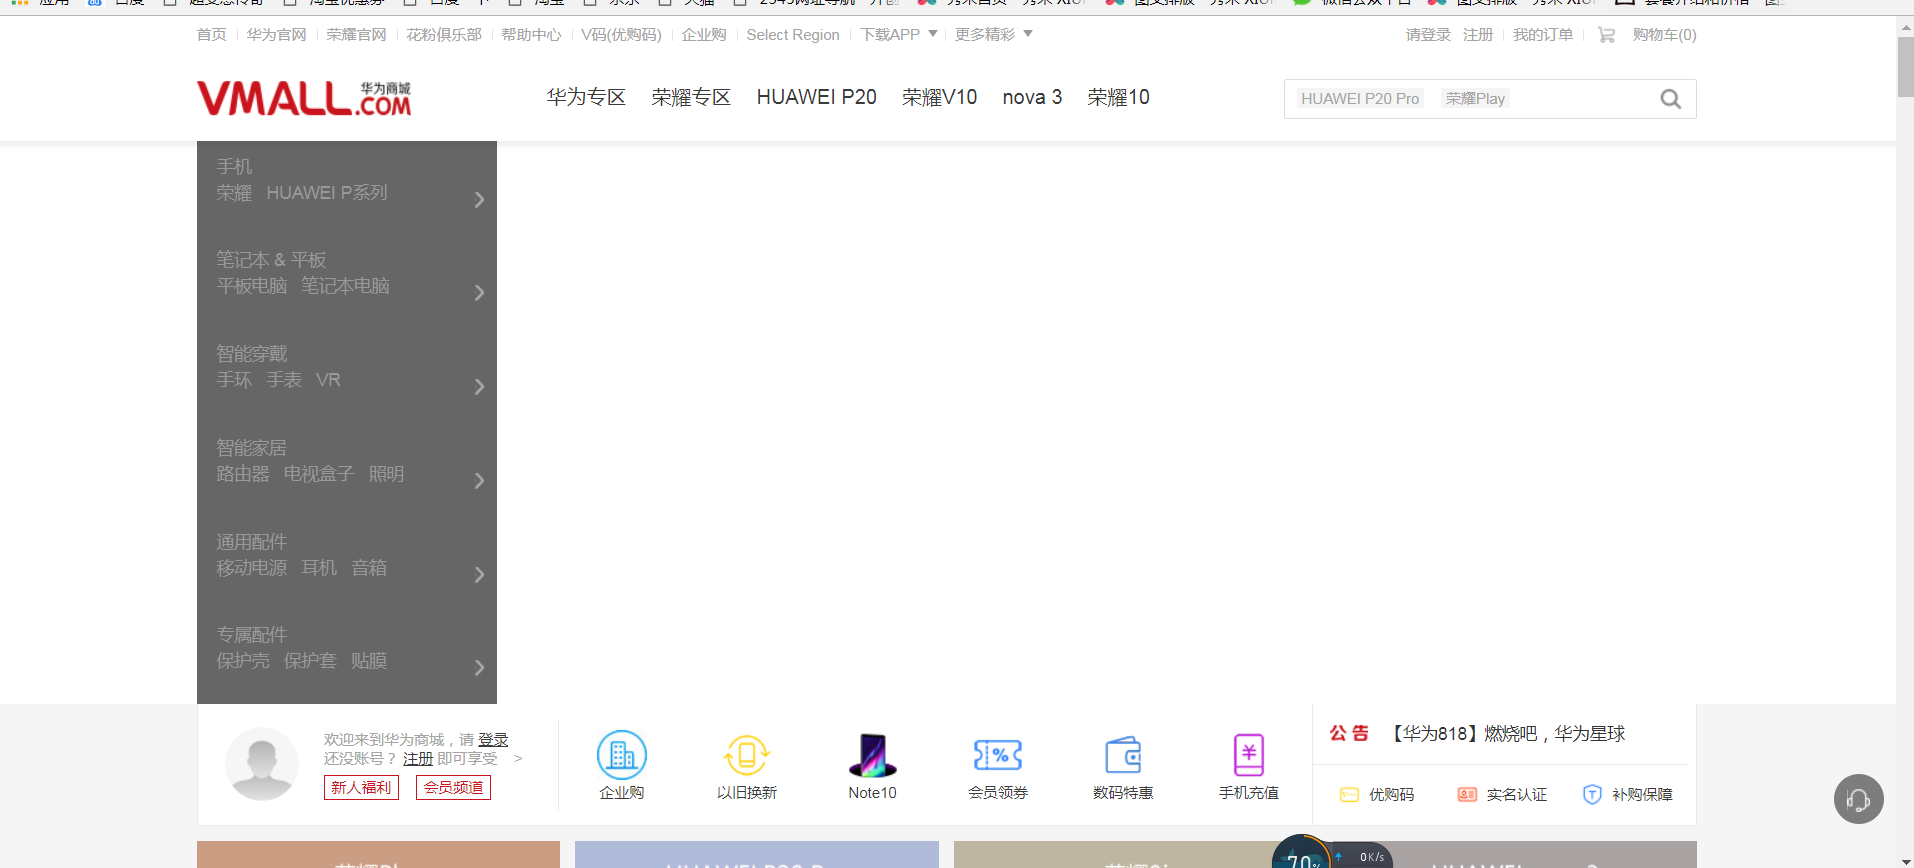 首页 华为官网 荣耀官网 花粉俱乐部 帮助中心 V码(优购码) 企业购 Select Region 下载APP 更多精彩 请登录 注册 我的订单 购物车(0)
VMALL.COM 华为商城
华为专区 荣耀专区 HUAWEI P20 荣耀V10 nova 3 荣耀10
HUAWEI P20 Pro 荣耀Play
手机
荣耀 HUAWEI P系列
笔记本 & 平板
平板电脑 笔记本电脑
智能穿戴
手环 手表 VR
智能家居
路由器 电视盒子 照明
通用配件
移动电源 耳机 音箱
专属配件
保护壳 保护套 贴膜
欢迎来到华为商城，请 登录
还没账号？ 注册 即可享受 >
新人福利 会员频道
企业购 以旧换新 Note10 会员领券 数码特惠 手机充值
公告 【华为818】燃烧吧，华为星球
优购码 实名认证 补购保障
70%
0K/s